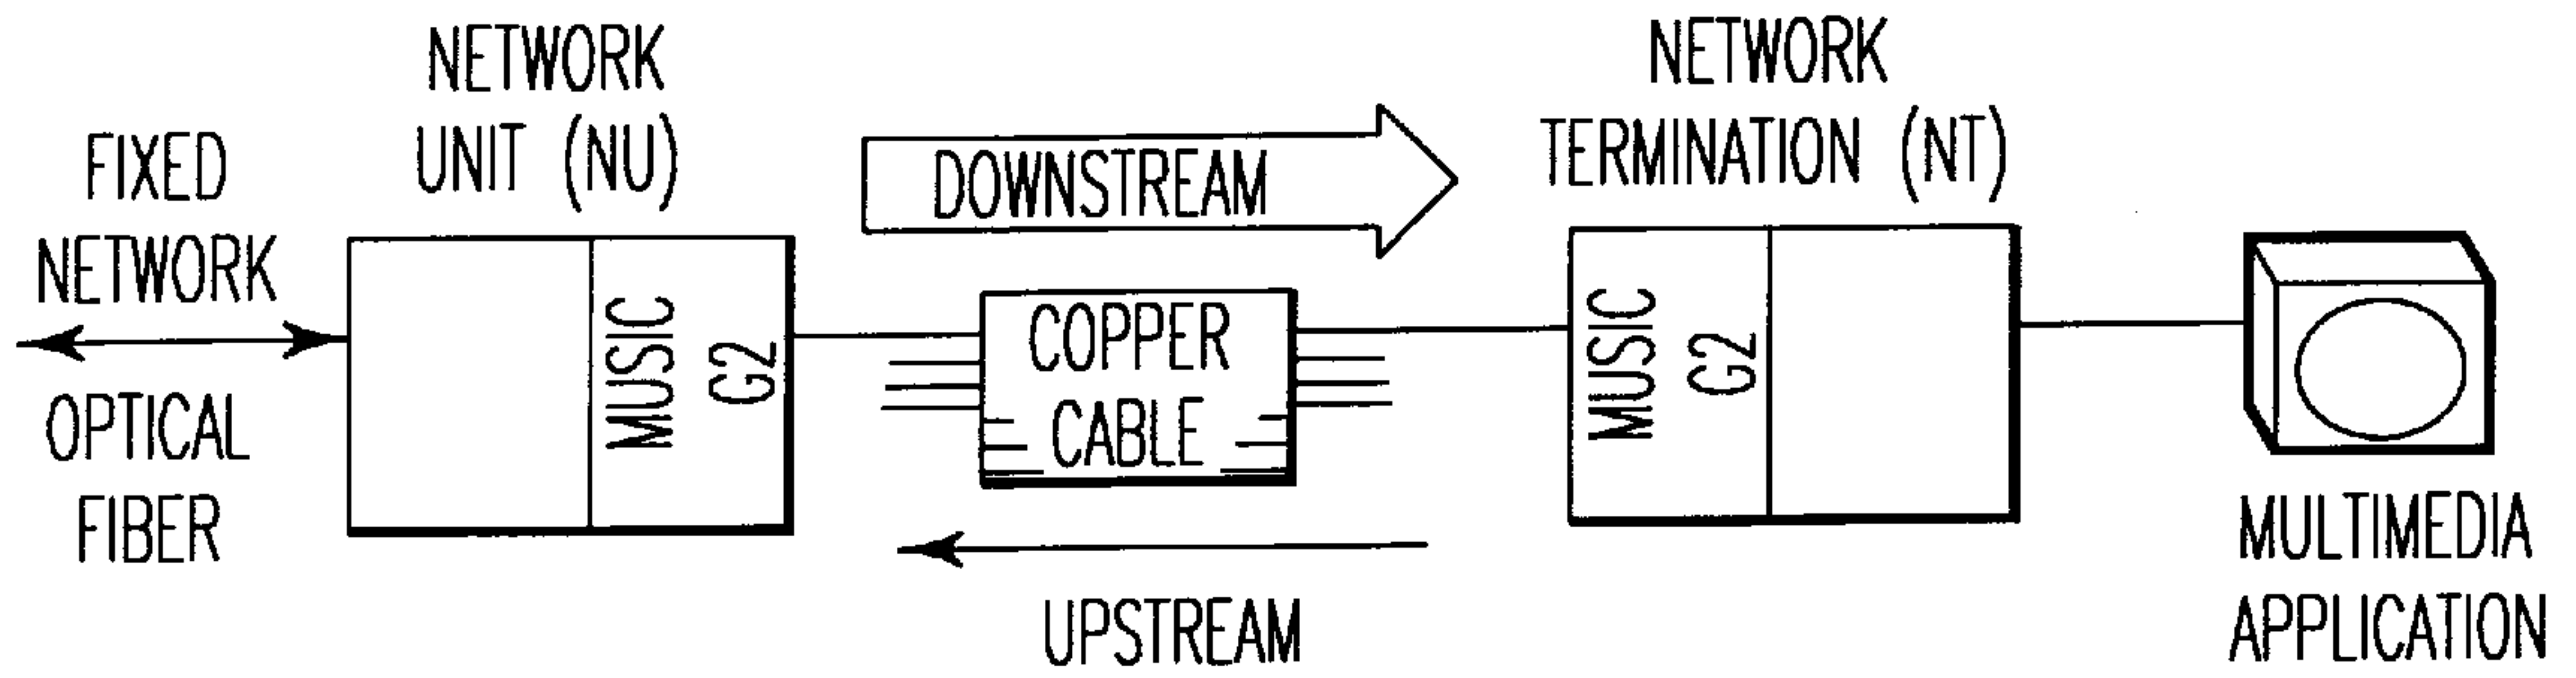 FIXED
NETWORK
OPTICAL
FIBER
NETWORK
UNIT (NU)
MUSIC
G2
DOWNSTREAM
COPPER
CABLE
UPSTREAM
NETWORK
TERMINATION (NT)
MUSIC
G2
MULTIMEDIA
APPLICATION